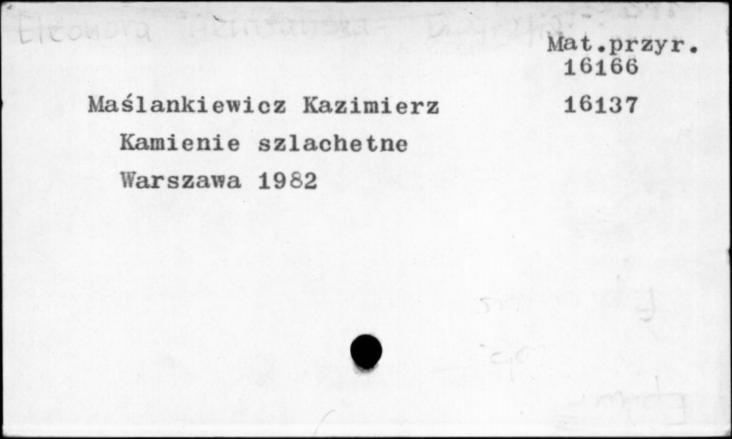 Mat.przyr.
16166
Maślankiewicz Kazimierz 16137
Kamienie szlachetne
Warszawa 1982